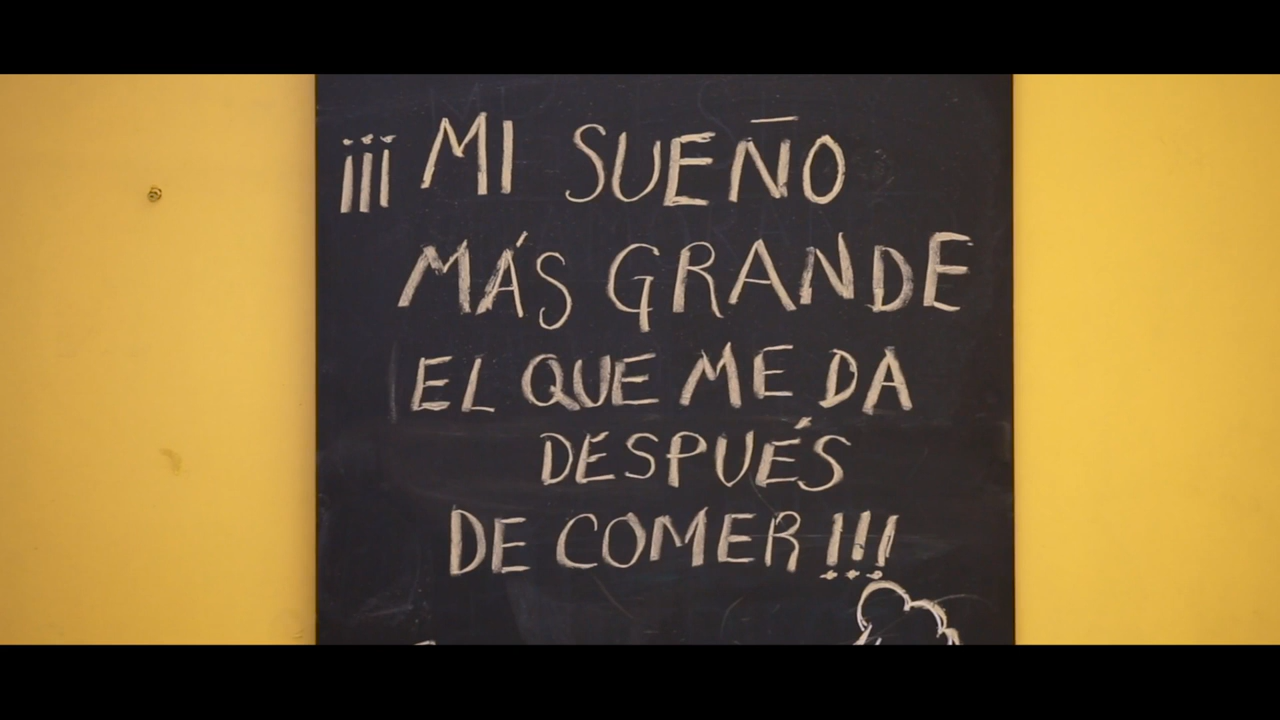 ¡¡¡ MI SUEÑO
MÁS GRANDE
EL QUE ME DA
DESPUÉS
DE COMER !!!